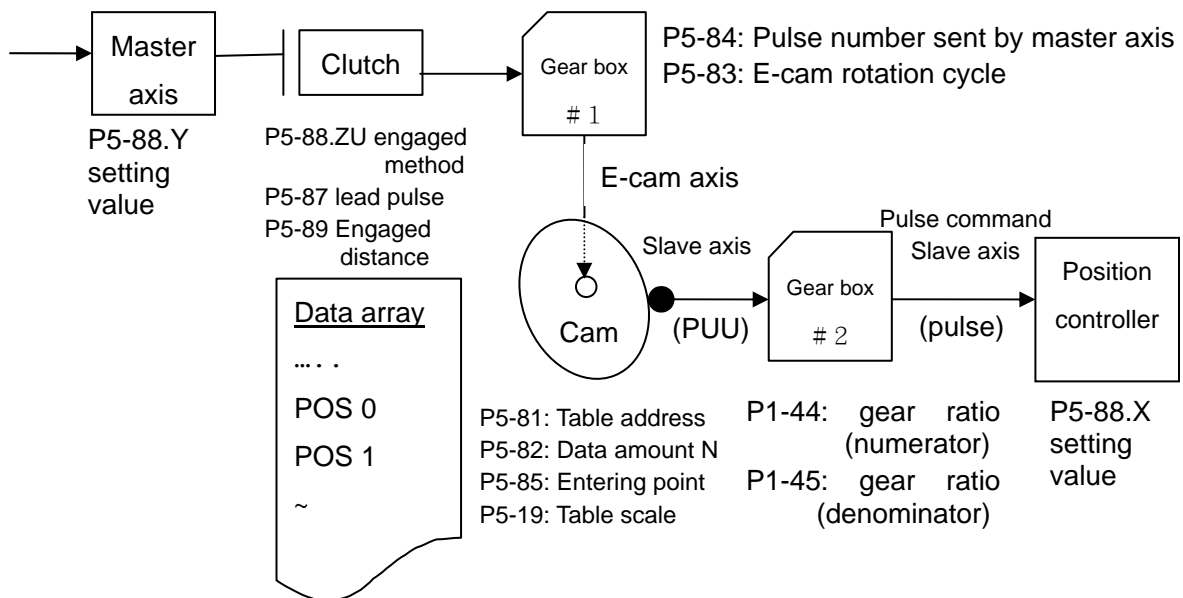 Master
axis
P5-88.Y
setting
value
Clutch
P5-88.ZU engaged
method
P5-87 lead pulse
P5-89 Engaged
distance
Gear box
# 1
P5-84: Pulse number sent by master axis
P5-83: E-cam rotation cycle
E-cam axis
Data array
.....
POS 0
POS 1
~
Cam
Slave axis
(PUU)
P5-81: Table address
P5-82: Data amount N
P5-85: Entering point
P5-19: Table scale
Gear box
# 2
P1-44: gear ratio
(numerator)
P1-45: gear ratio
(denominator)
Pulse command
Slave axis
(pulse)
Position
controller
P5-88.X
setting
value